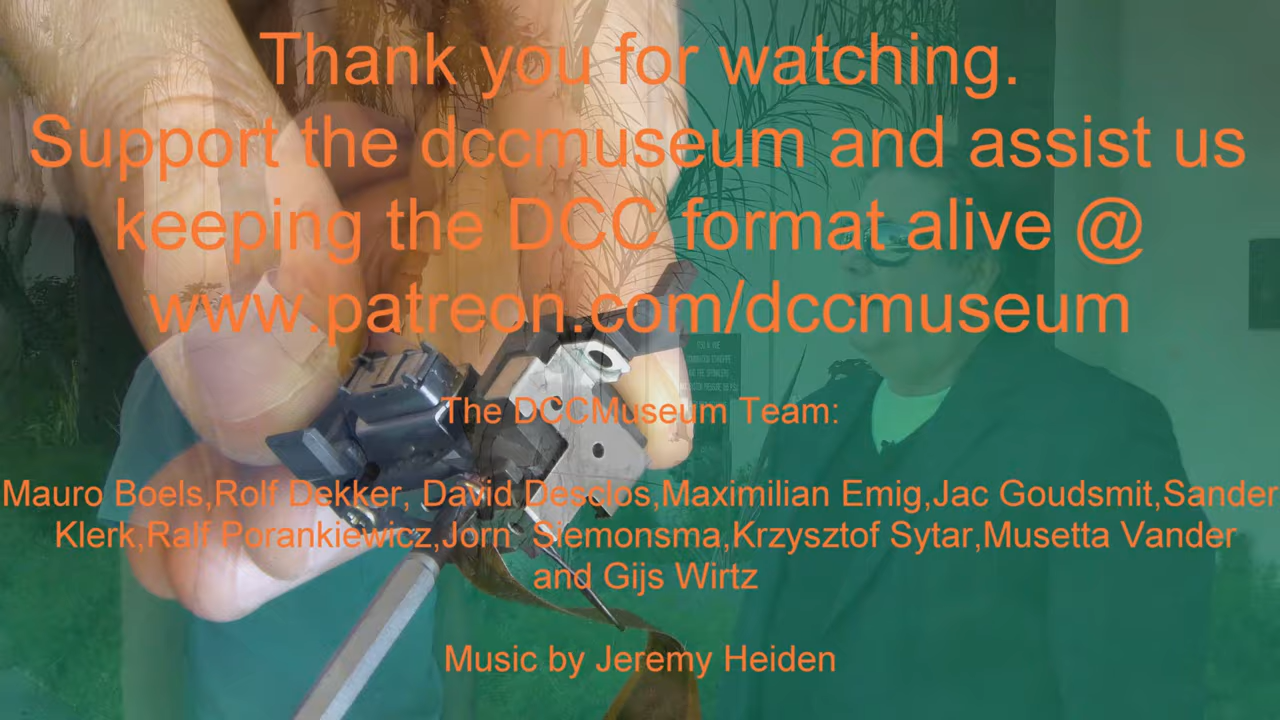 Thank you for watching.
Support the dccmuseum and assist us
keeping the DCC format alive @
www.patreon.com/dccmuseum
The DCCMuseum Team:
Mauro Boels,Rolf Dekker, David Desclos,Maximilian Emig,Jac Goudsmit,Sander
Klerk,Ralf Porankiewicz,Jorn Siemonsma,Krzysztof Sytar,Musetta Vander
and Gijs Wirtz
Music by Jeremy Heiden